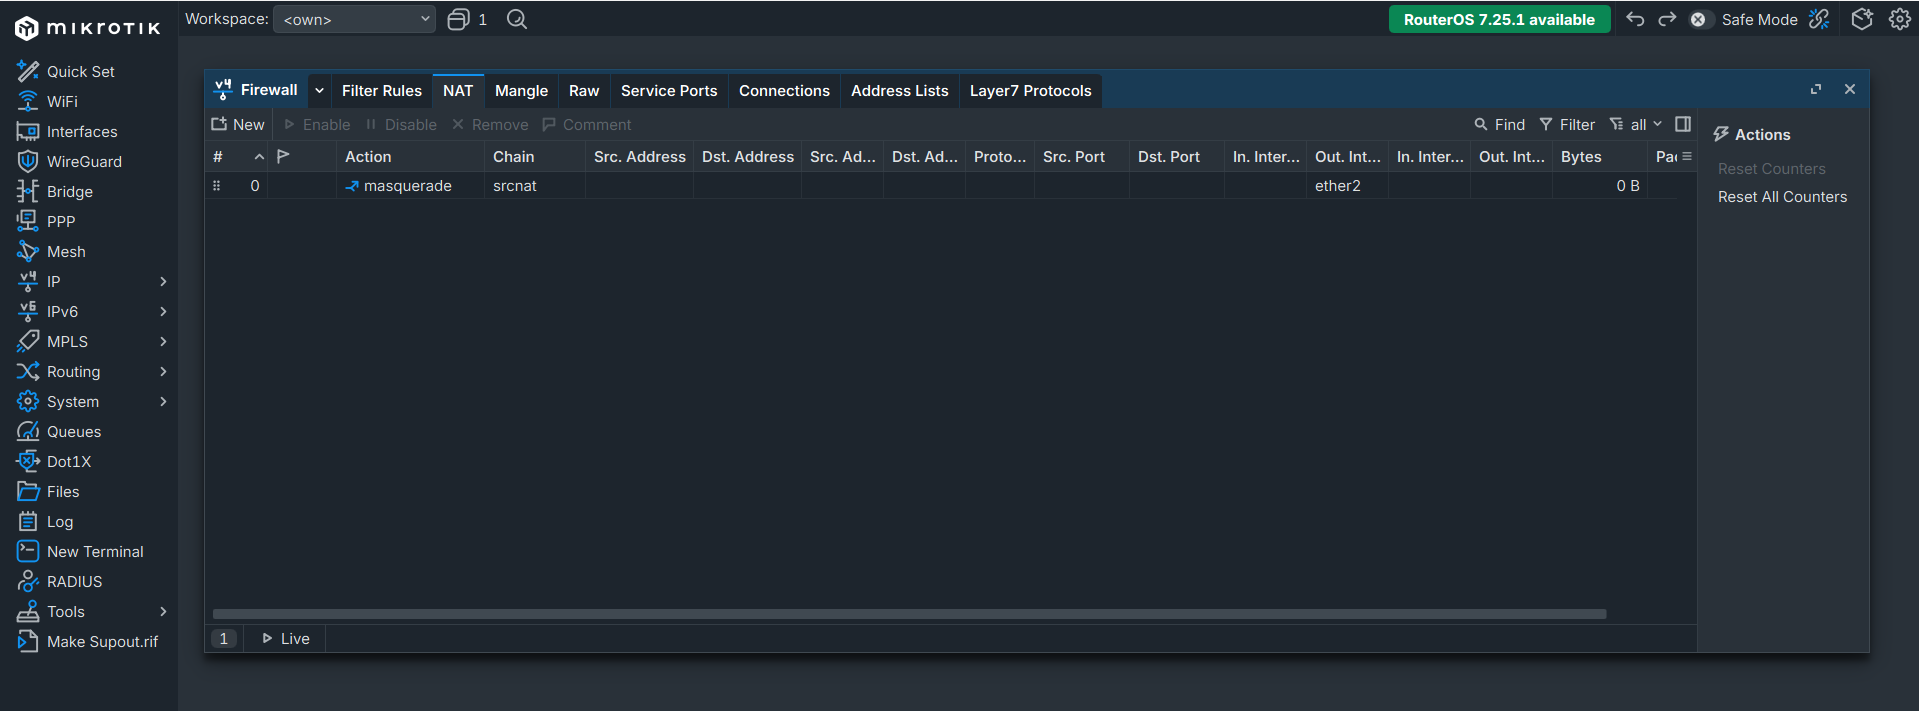 MikroTik Workspace: <own> 1 RouterOS 7.25.1 available Safe Mode
Quick Set
WiFi
Interfaces
WireGuard
Bridge
PPP
Mesh
IP
IPv6
MPLS
Routing
System
Queues
Dot1X
Files
Log
New Terminal
RADIUS
Tools
Make Supout.rif
v4 Firewall Filter Rules NAT Mangle Raw Service Ports Connections Address Lists Layer7 Protocols
New Enable Disable Remove Comment Find Filter all
# Action Chain Src. Address Dst. Address Src. Ad... Dst. Ad... Proto... Src. Port Dst. Port In. Inter... Out. Int... In. Inter... Out. Int... Bytes
0 masquerade srcnat ether2 0 B
1 Live
Actions
Reset Counters
Reset All Counters